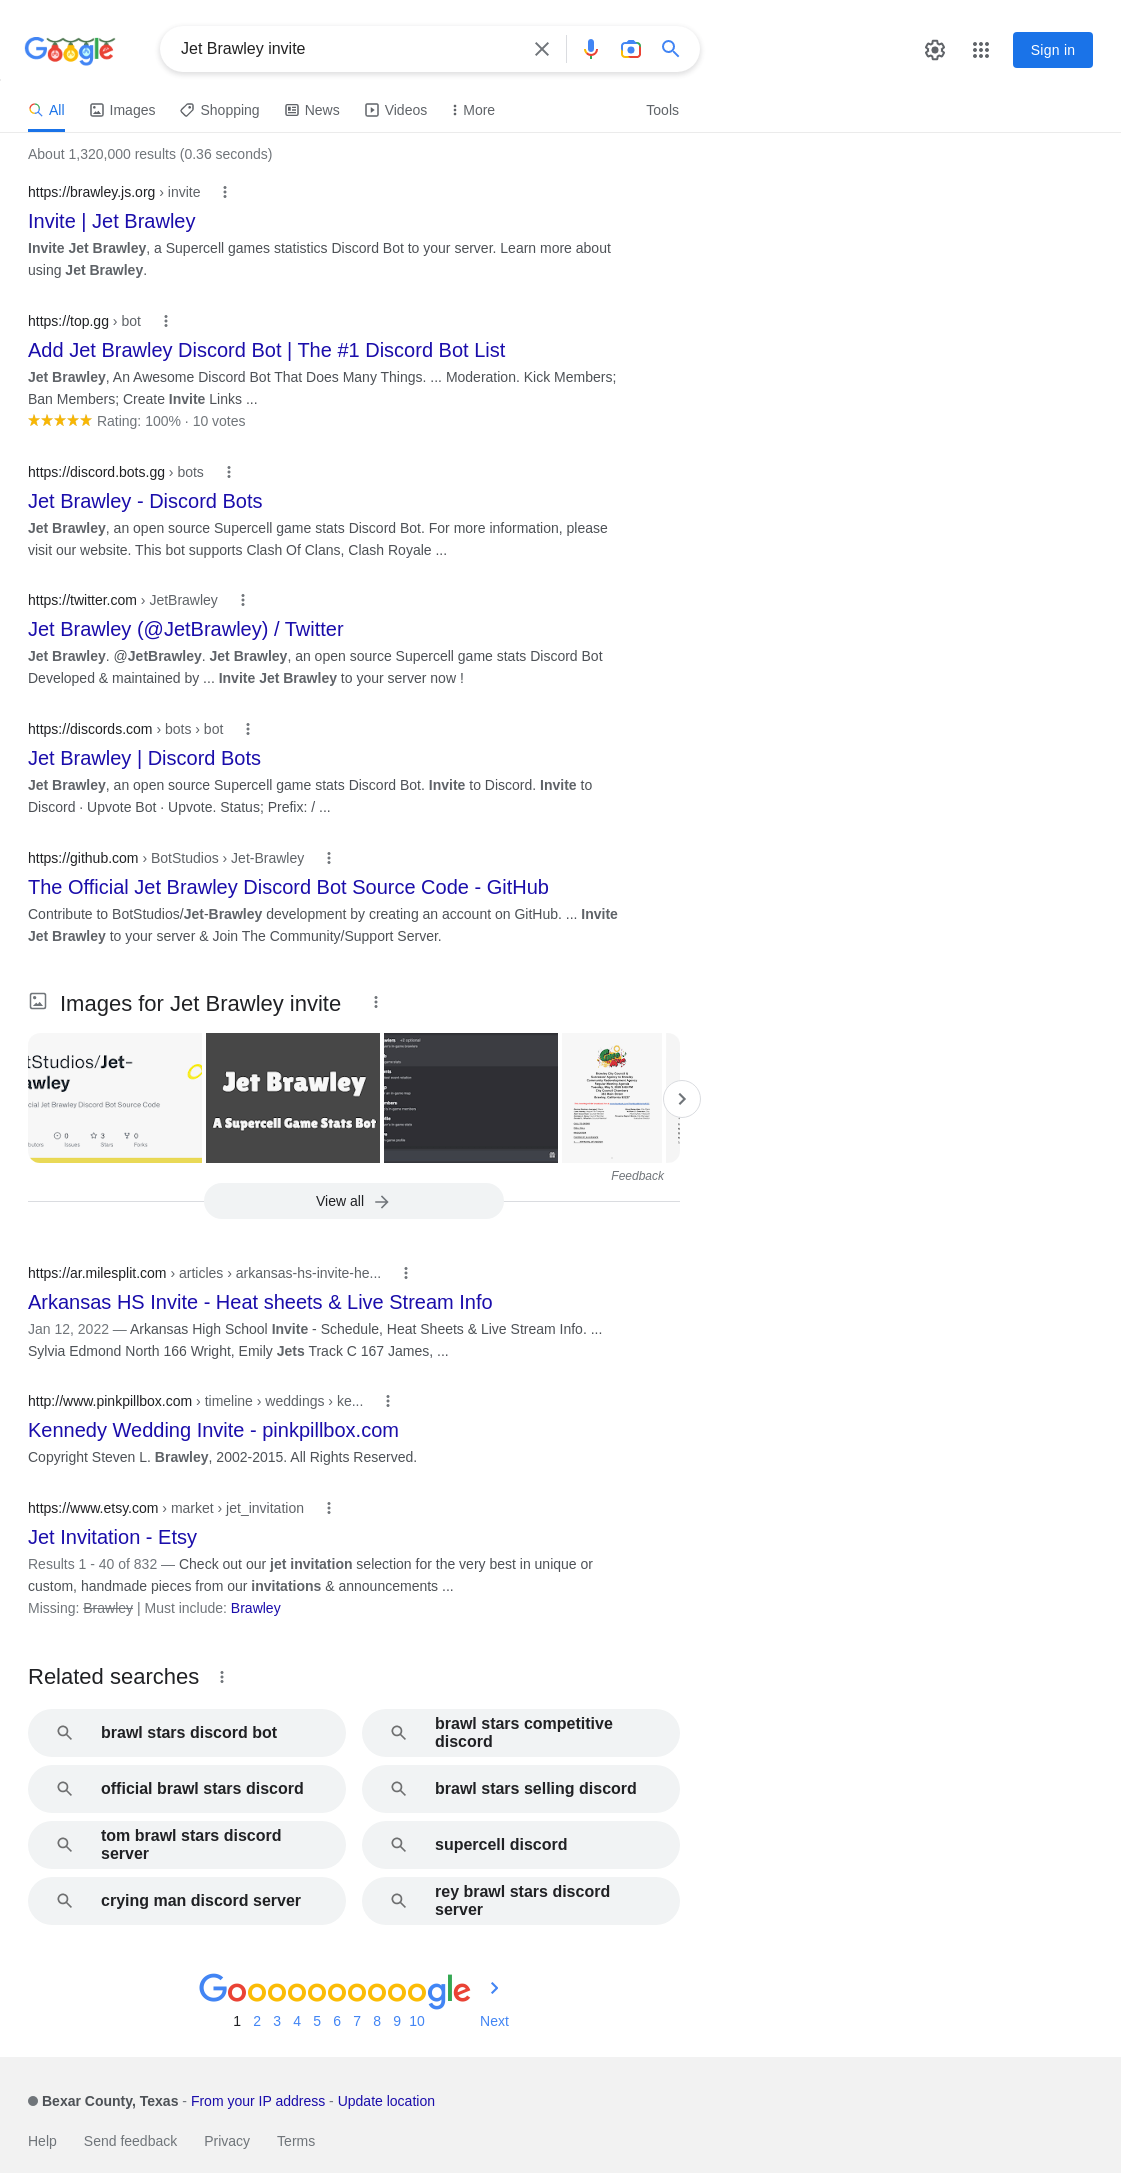 Google
Jet Brawley invite
Sign in
All
Images
Shopping
News
Videos
More
Tools
About 1,320,000 results (0.36 seconds)
https://brawley.js.org › invite
Invite | Jet Brawley
Invite Jet Brawley, a Supercell games statistics Discord Bot to your server. Learn more about
using Jet Brawley.
https://top.gg › bot
Add Jet Brawley Discord Bot | The #1 Discord Bot List
Jet Brawley, An Awesome Discord Bot That Does Many Things. ... Moderation. Kick Members;
Ban Members; Create Invite Links ...
Rating: 100% · 10 votes
https://discord.bots.gg › bots
Jet Brawley - Discord Bots
Jet Brawley, an open source Supercell game stats Discord Bot. For more information, please
visit our website. This bot supports Clash Of Clans, Clash Royale ...
https://twitter.com › JetBrawley
Jet Brawley (@JetBrawley) / Twitter
Jet Brawley. @JetBrawley. Jet Brawley, an open source Supercell game stats Discord Bot
Developed & maintained by ... Invite Jet Brawley to your server now !
https://discords.com › bots › bot
Jet Brawley | Discord Bots
Jet Brawley, an open source Supercell game stats Discord Bot. Invite to Discord. Invite to
Discord · Upvote Bot · Upvote. Status; Prefix: / ...
https://github.com › BotStudios › Jet-Brawley
The Official Jet Brawley Discord Bot Source Code - GitHub
Contribute to BotStudios/Jet-Brawley development by creating an account on GitHub. ... Invite
Jet Brawley to your server & Join The Community/Support Server.
Images for Jet Brawley invite
tStudios/Jet-
awley
cial Jet Brawley Discord Bot Source Code
0
3
0
butors
Issues
Stars
Forks
Jet Brawley
A Supercell Game Stats Bot
Feedback
View all
https://ar.milesplit.com › articles › arkansas-hs-invite-he...
Arkansas HS Invite - Heat sheets & Live Stream Info
Jan 12, 2022 — Arkansas High School Invite - Schedule, Heat Sheets & Live Stream Info. ...
Sylvia Edmond North 166 Wright, Emily Jets Track C 167 James, ...
http://www.pinkpillbox.com › timeline › weddings › ke...
Kennedy Wedding Invite - pinkpillbox.com
Copyright Steven L. Brawley, 2002-2015. All Rights Reserved.
https://www.etsy.com › market › jet_invitation
Jet Invitation - Etsy
Results 1 - 40 of 832 — Check out our jet invitation selection for the very best in unique or
custom, handmade pieces from our invitations & announcements ...
Missing: Brawley | Must include: Brawley
Related searches
brawl stars discord bot
brawl stars competitive
discord
official brawl stars discord
brawl stars selling discord
tom brawl stars discord
server
supercell discord
crying man discord server
rey brawl stars discord
server
Goooooooooogle
1 2 3 4 5 6 7 8 9 10 Next
Bexar County, Texas - From your IP address - Update location
Help
Send feedback
Privacy
Terms